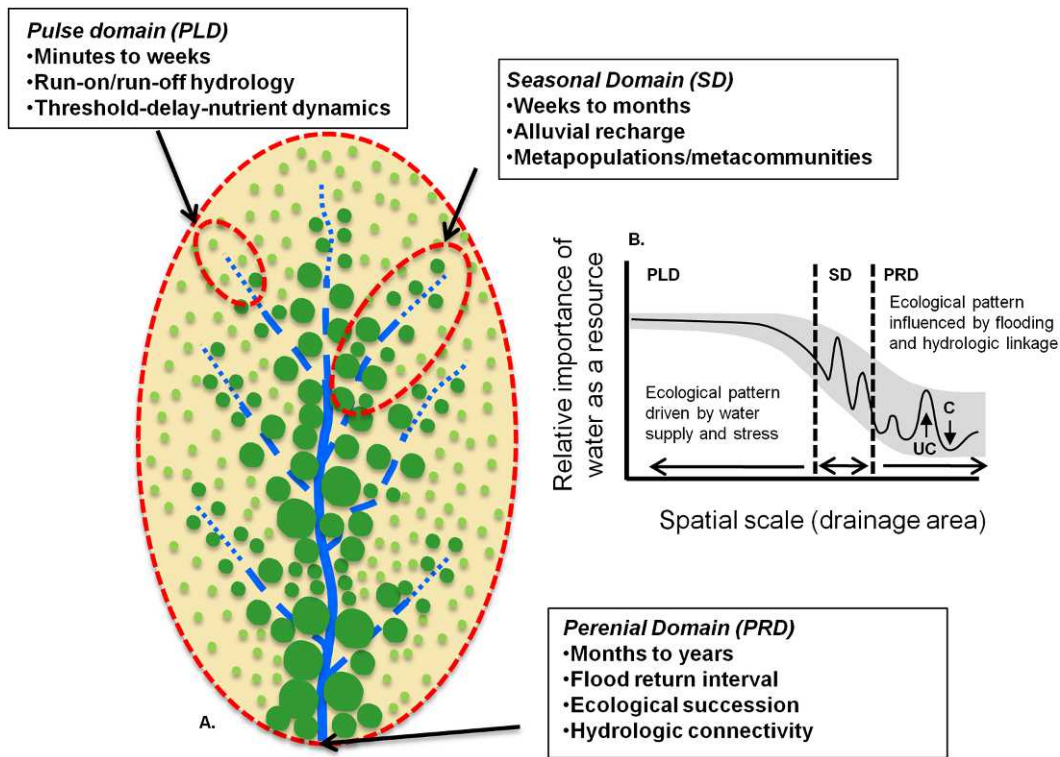 Pulse domain (PLD)
•Minutes to weeks
•Run-on/run-off hydrology
•Threshold-delay-nutrient dynamics
Seasonal Domain (SD)
•Weeks to months
•Alluvial recharge
•Metapopulations/metacommunities
A.
B.
PLD
SD
PRD
Ecological pattern
influenced by flooding
and hydrologic linkage
Ecological pattern
driven by water
supply and stress
C
UC
Relative importance of
water as a resource
Spatial scale (drainage area)
Perenial Domain (PRD)
•Months to years
•Flood return interval
•Ecological succession
•Hydrologic connectivity